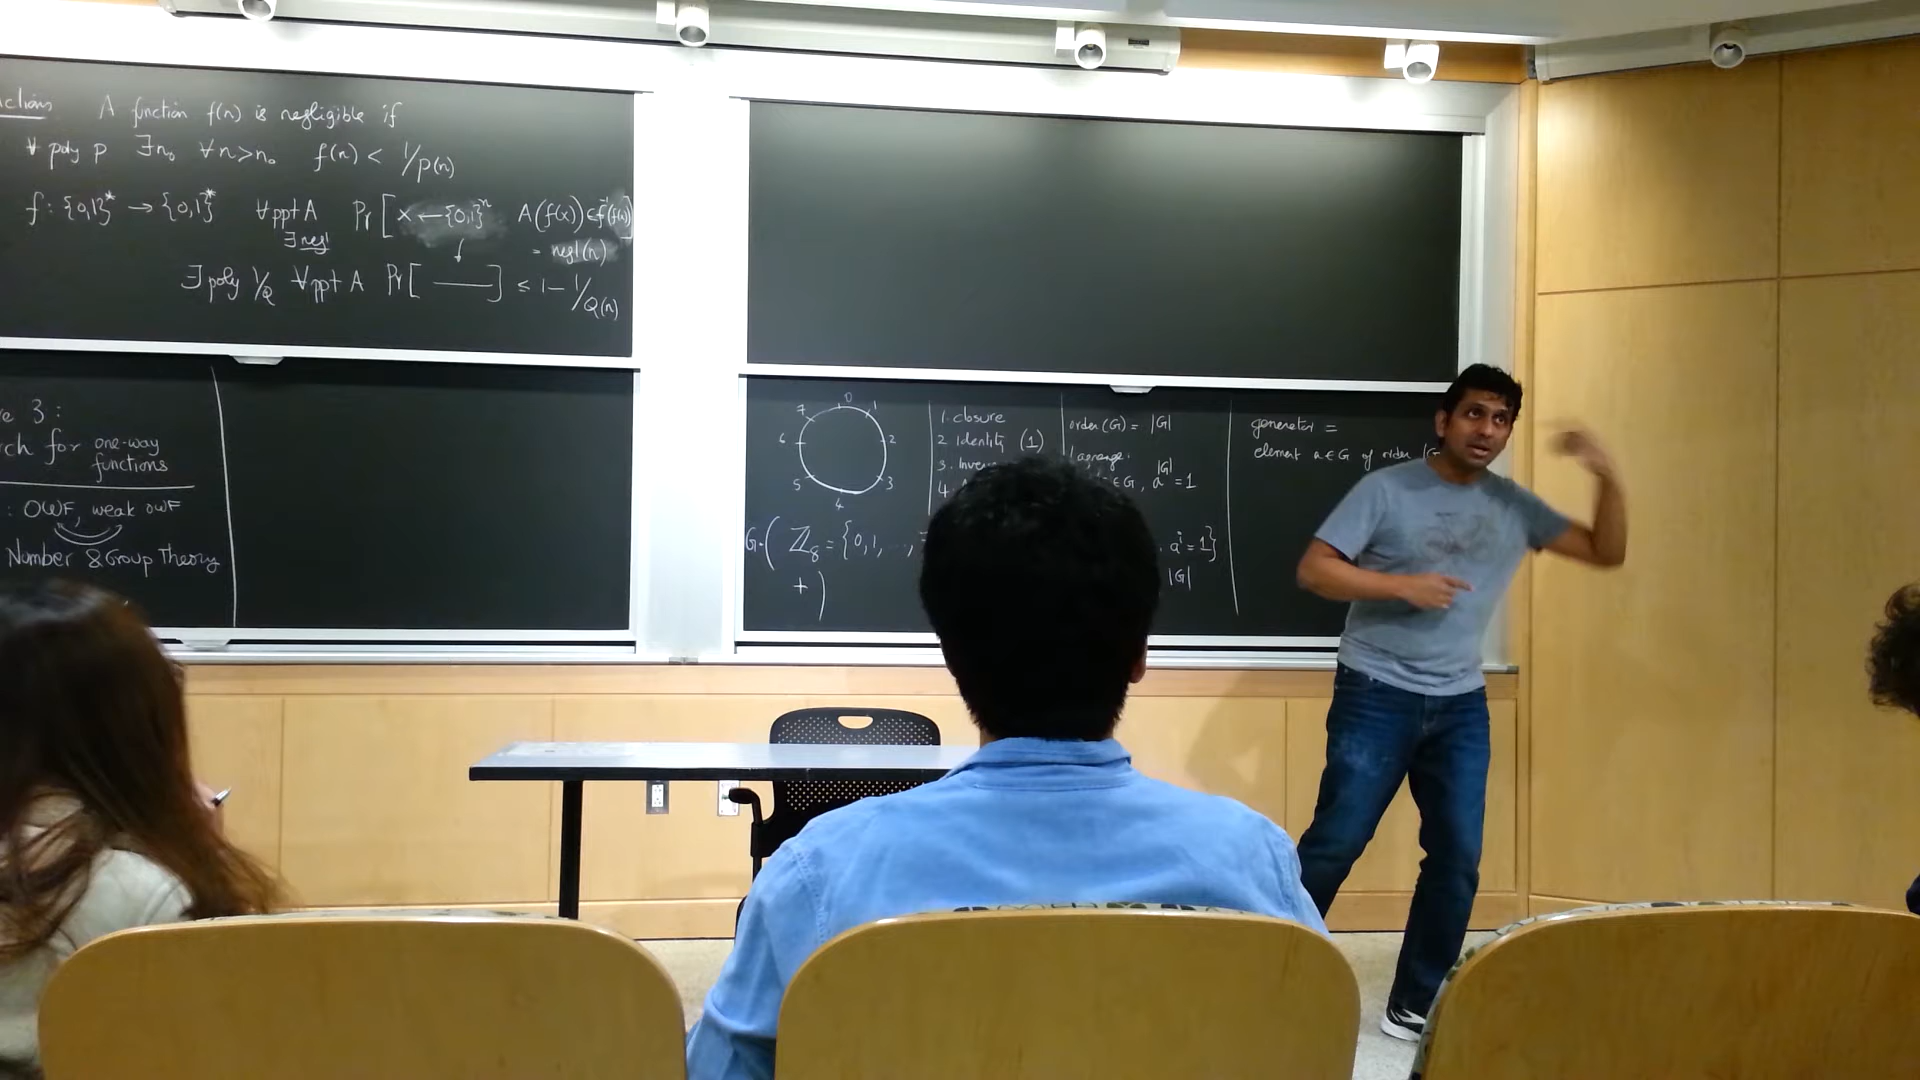 A function f(n) is negligible if
∀ poly p ∃n₀ ∀n>n₀ f(n) < 1/p(n)
f: {0,1}* → {0,1}* ∀ppt A Pr[x ← {0,1}ⁿ A(f(x)) ∈ f⁻¹(f(x))]
∃ negl = negl(n)
∃ poly 1/Q ∀ppt A Pr[ —— ] ≤ 1 - 1/Q(n)
3:
for one-way
functions
: OWF, weak OWF
Number & Group Theory
0
1
2
3
4
5
6
7
G=( ℤ₈ = {0,1, ...,
+ )
1. closure
2 Identity (1)
3.
4.
order(G) = |G|
Lagrange:
∈G, a^|G| = 1
aⁱ = 1}
|G|
generator =
element a∈G of order |G